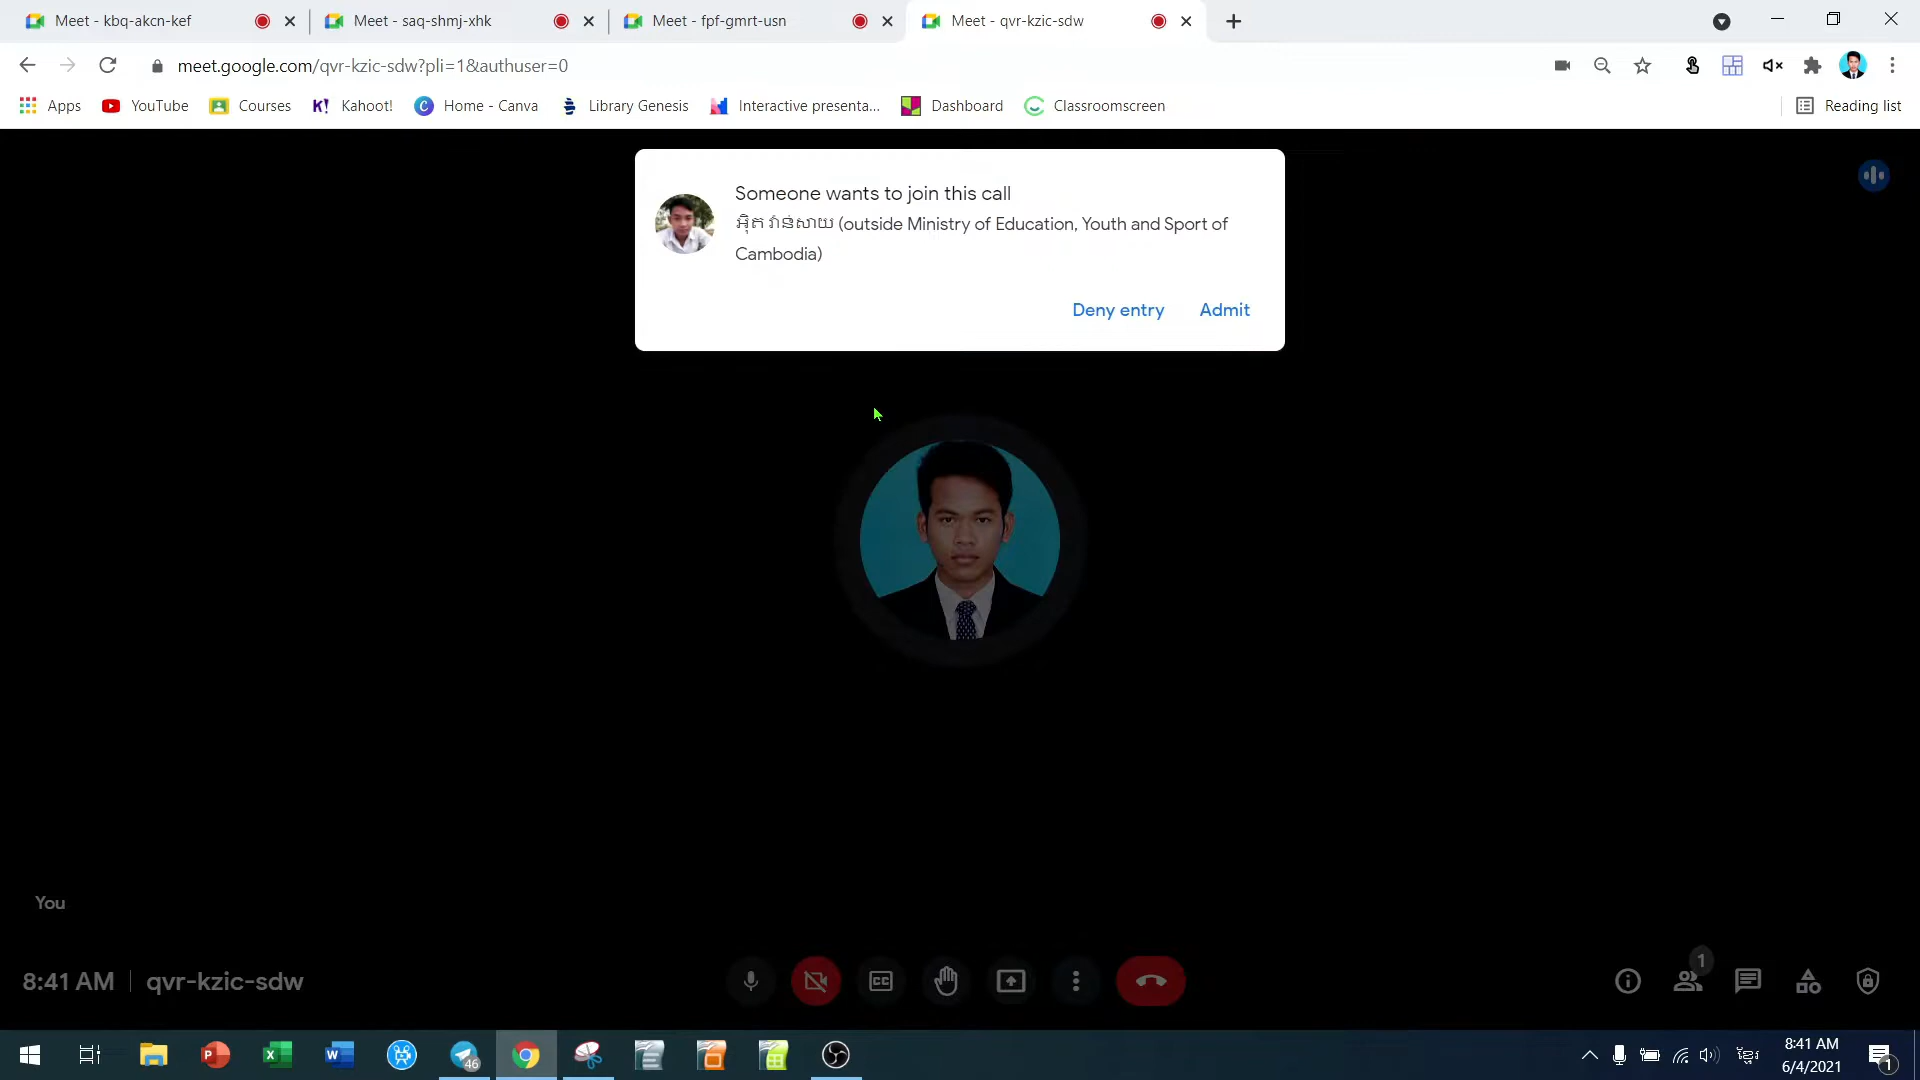 Meet - kbq-akcn-kef
Meet - saq-shmj-xhk
Meet - fpf-gmrt-usn
Meet - qvr-kzic-sdw
meet.google.com/qvr-kzic-sdw?pli=1&authuser=0
Apps
YouTube
Courses
K! Kahoot!
Home - Canva
Library Genesis
Interactive presenta...
Dashboard
Classroomscreen
Reading list
Someone wants to join this call
អ៊ិត វ៉ាន់សាយ (outside Ministry of Education, Youth and Sport of
Cambodia)
Deny entry
Admit
You
8:41 AM | qvr-kzic-sdw
CC
1
46
8:41 AM
6/4/2021
1